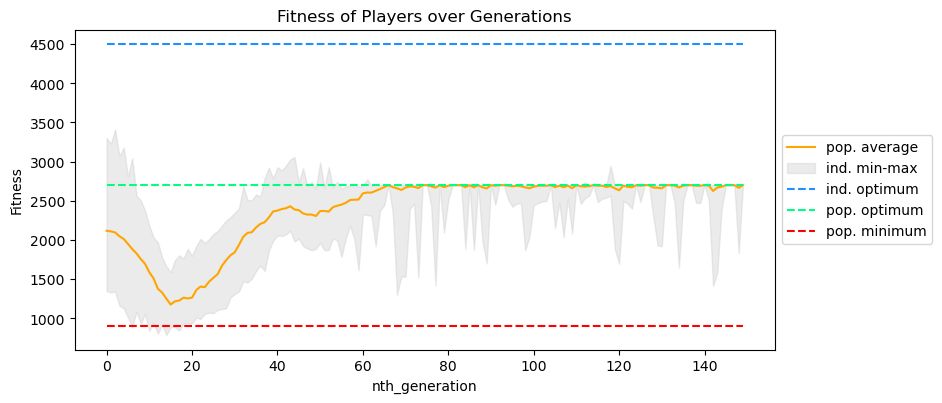 Fitness of Players over Generations
4500
4000
3500
3000
2500
2000
1500
1000
Fitness
0
20
40
60
80
100
120
140
nth_generation
pop. average
ind. min-max
ind. optimum
pop. optimum
pop. minimum